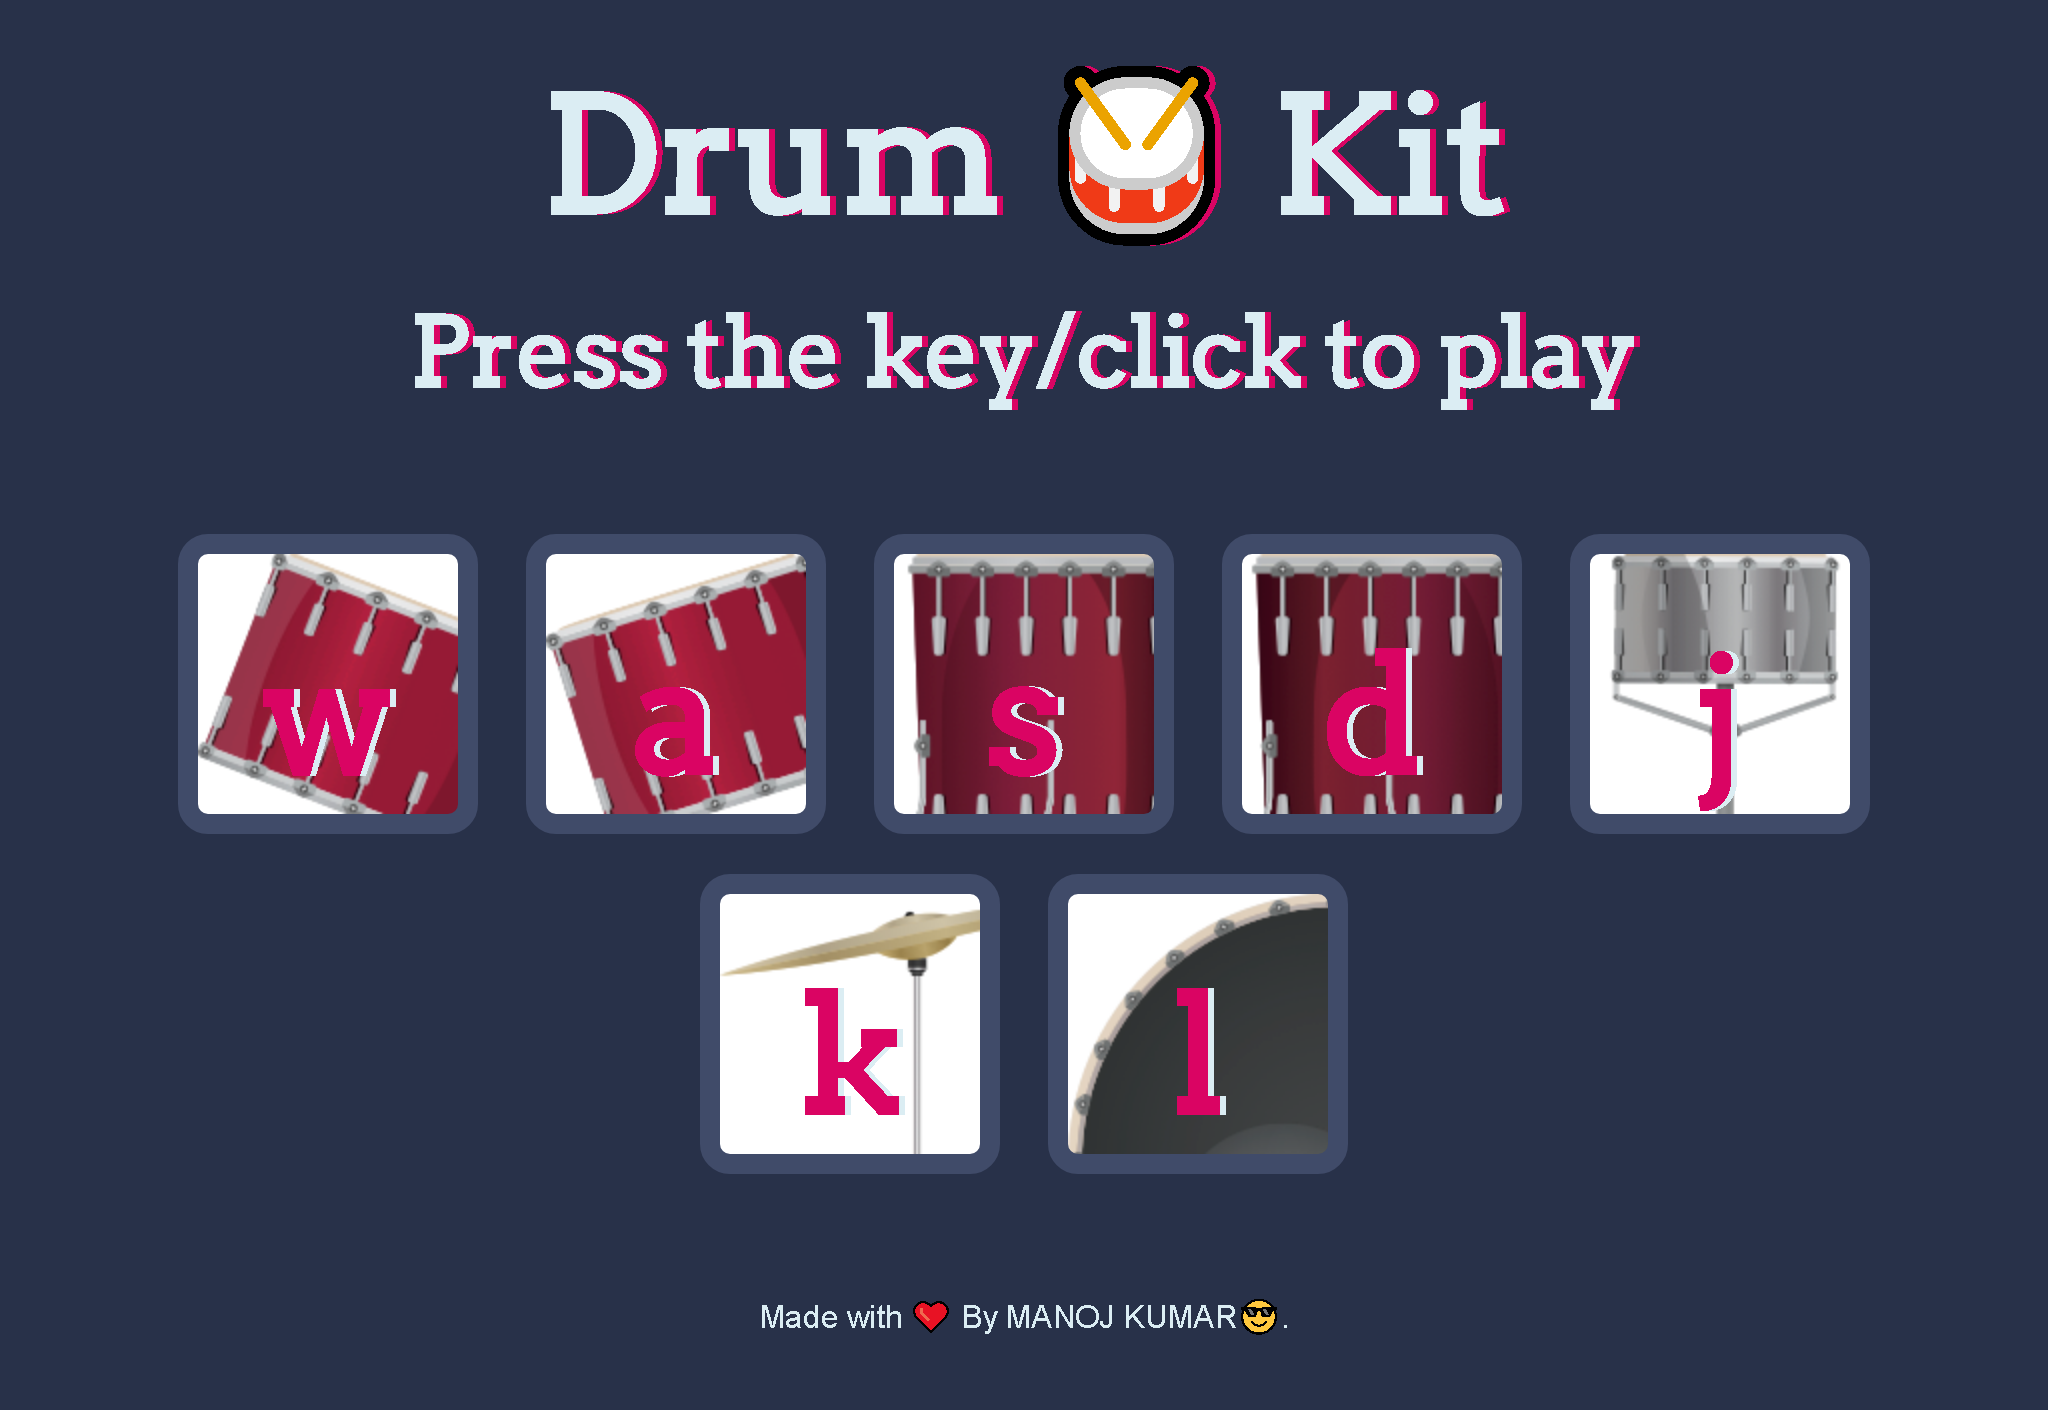 Drum 🥁 Kit
Press the key/click to play
w a s d j
k l
Made with ❤️ By MANOJ KUMAR😎.